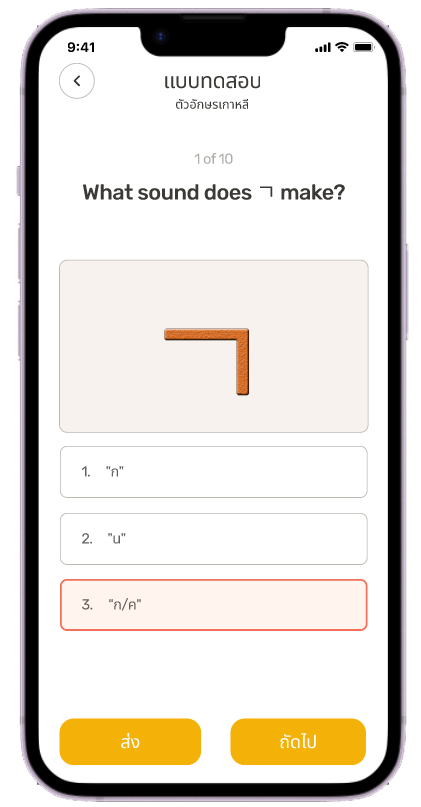 9:41
แบบทดสอบ
ตัวอักษรเกาหลี
1 of 10
What sound does ㄱ make?
ㄱ
1. "ก"
2. "น"
3. "ก/ค"
ส่ง
ถัดไป